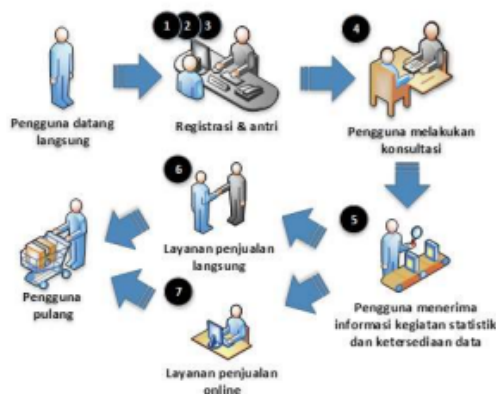 1 2 3
4
Pengguna datang
langsung
Registrasi & antri
Pengguna melakukan
konsultasi
6
5
Layanan penjualan
langsung
Pengguna
pulang
7
Pengguna menerima
informasi kegiatan statistik
dan ketersediaan data
Layanan penjualan
online